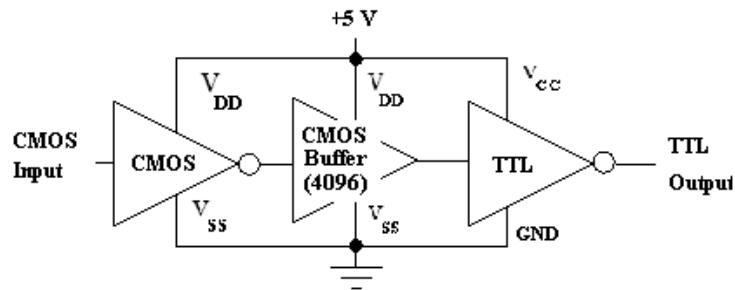 +5 V
V
DD
V
DD
V
CC
CMOS
Input
CMOS
CMOS
Buffer
(4096)
TTL
TTL
Output
V
SS
V
SS
GND